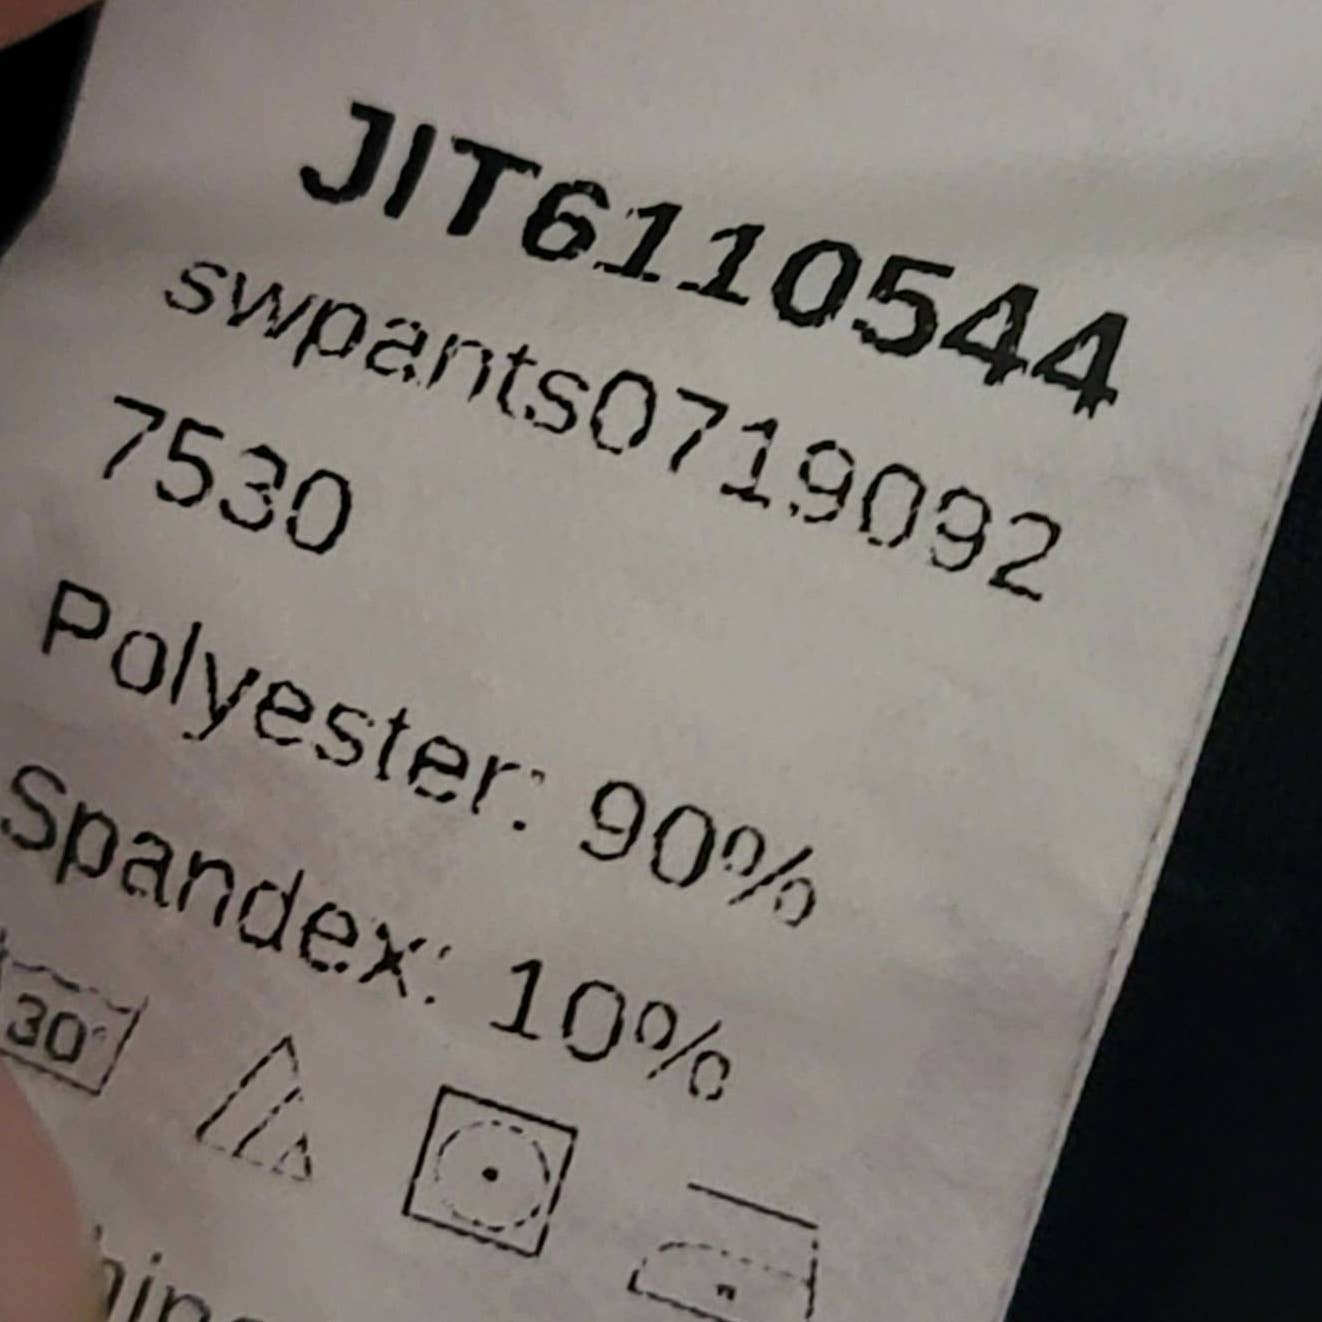 JIT6110544
swpants0719092
7530
Polyester: 90%
Spandex: 10%
30°